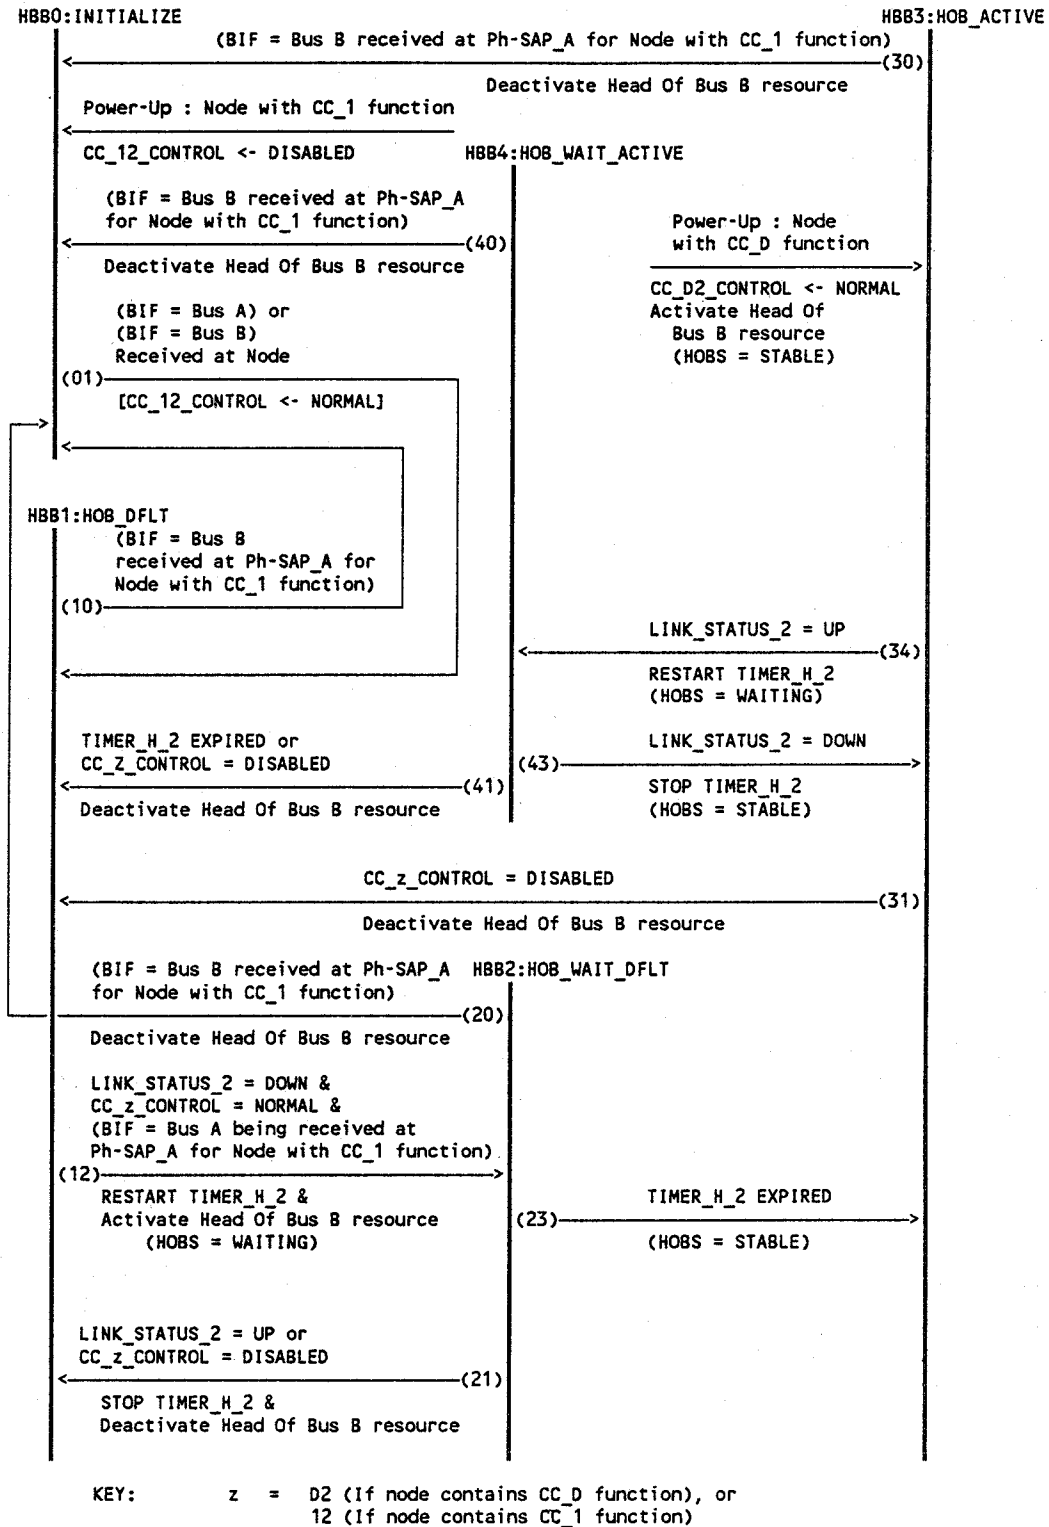 HBB0:INITIALIZE
HBB3:HOB_ACTIVE
(BIF = Bus B received at Ph-SAP_A for Node with CC_1 function)
(30)
Deactivate Head Of Bus B resource
Power-Up : Node with CC_1 function
CC_12_CONTROL <- DISABLED
HBB4:HOB_WAIT_ACTIVE
(BIF = Bus B received at Ph-SAP_A
for Node with CC_1 function)
(40)
Deactivate Head Of Bus B resource
Power-Up : Node
with CC_D function
CC_D2_CONTROL <- NORMAL
Activate Head Of
Bus B resource
(HOBS = STABLE)
(BIF = Bus A) or
(BIF = Bus B)
Received at Node
(01)
[CC_12_CONTROL <- NORMAL]
HBB1:HOB_DFLT
(BIF = Bus B
received at Ph-SAP_A for
Node with CC_1 function)
(10)
LINK_STATUS_2 = UP
(34)
RESTART TIMER_H_2
(HOBS = WAITING)
TIMER_H_2 EXPIRED or
CC_Z_CONTROL = DISABLED
(41)
Deactivate Head Of Bus B resource
LINK_STATUS_2 = DOWN
(43)
STOP TIMER_H_2
(HOBS = STABLE)
CC_z_CONTROL = DISABLED
(31)
Deactivate Head Of Bus B resource
(BIF = Bus B received at Ph-SAP_A
for Node with CC_1 function)
HBB2:HOB_WAIT_DFLT
(20)
Deactivate Head Of Bus B resource
LINK_STATUS_2 = DOWN &
CC_z_CONTROL = NORMAL &
(BIF = Bus A being received at
Ph-SAP_A for Node with CC_1 function)
(12)
RESTART TIMER_H_2 &
Activate Head Of Bus B resource
(HOBS = WAITING)
TIMER_H_2 EXPIRED
(23)
(HOBS = STABLE)
LINK_STATUS_2 = UP or
CC_z_CONTROL = DISABLED
(21)
STOP TIMER_H_2 &
Deactivate Head Of Bus B resource
KEY: z = D2 (If node contains CC_D function), or
12 (If node contains CC_1 function)